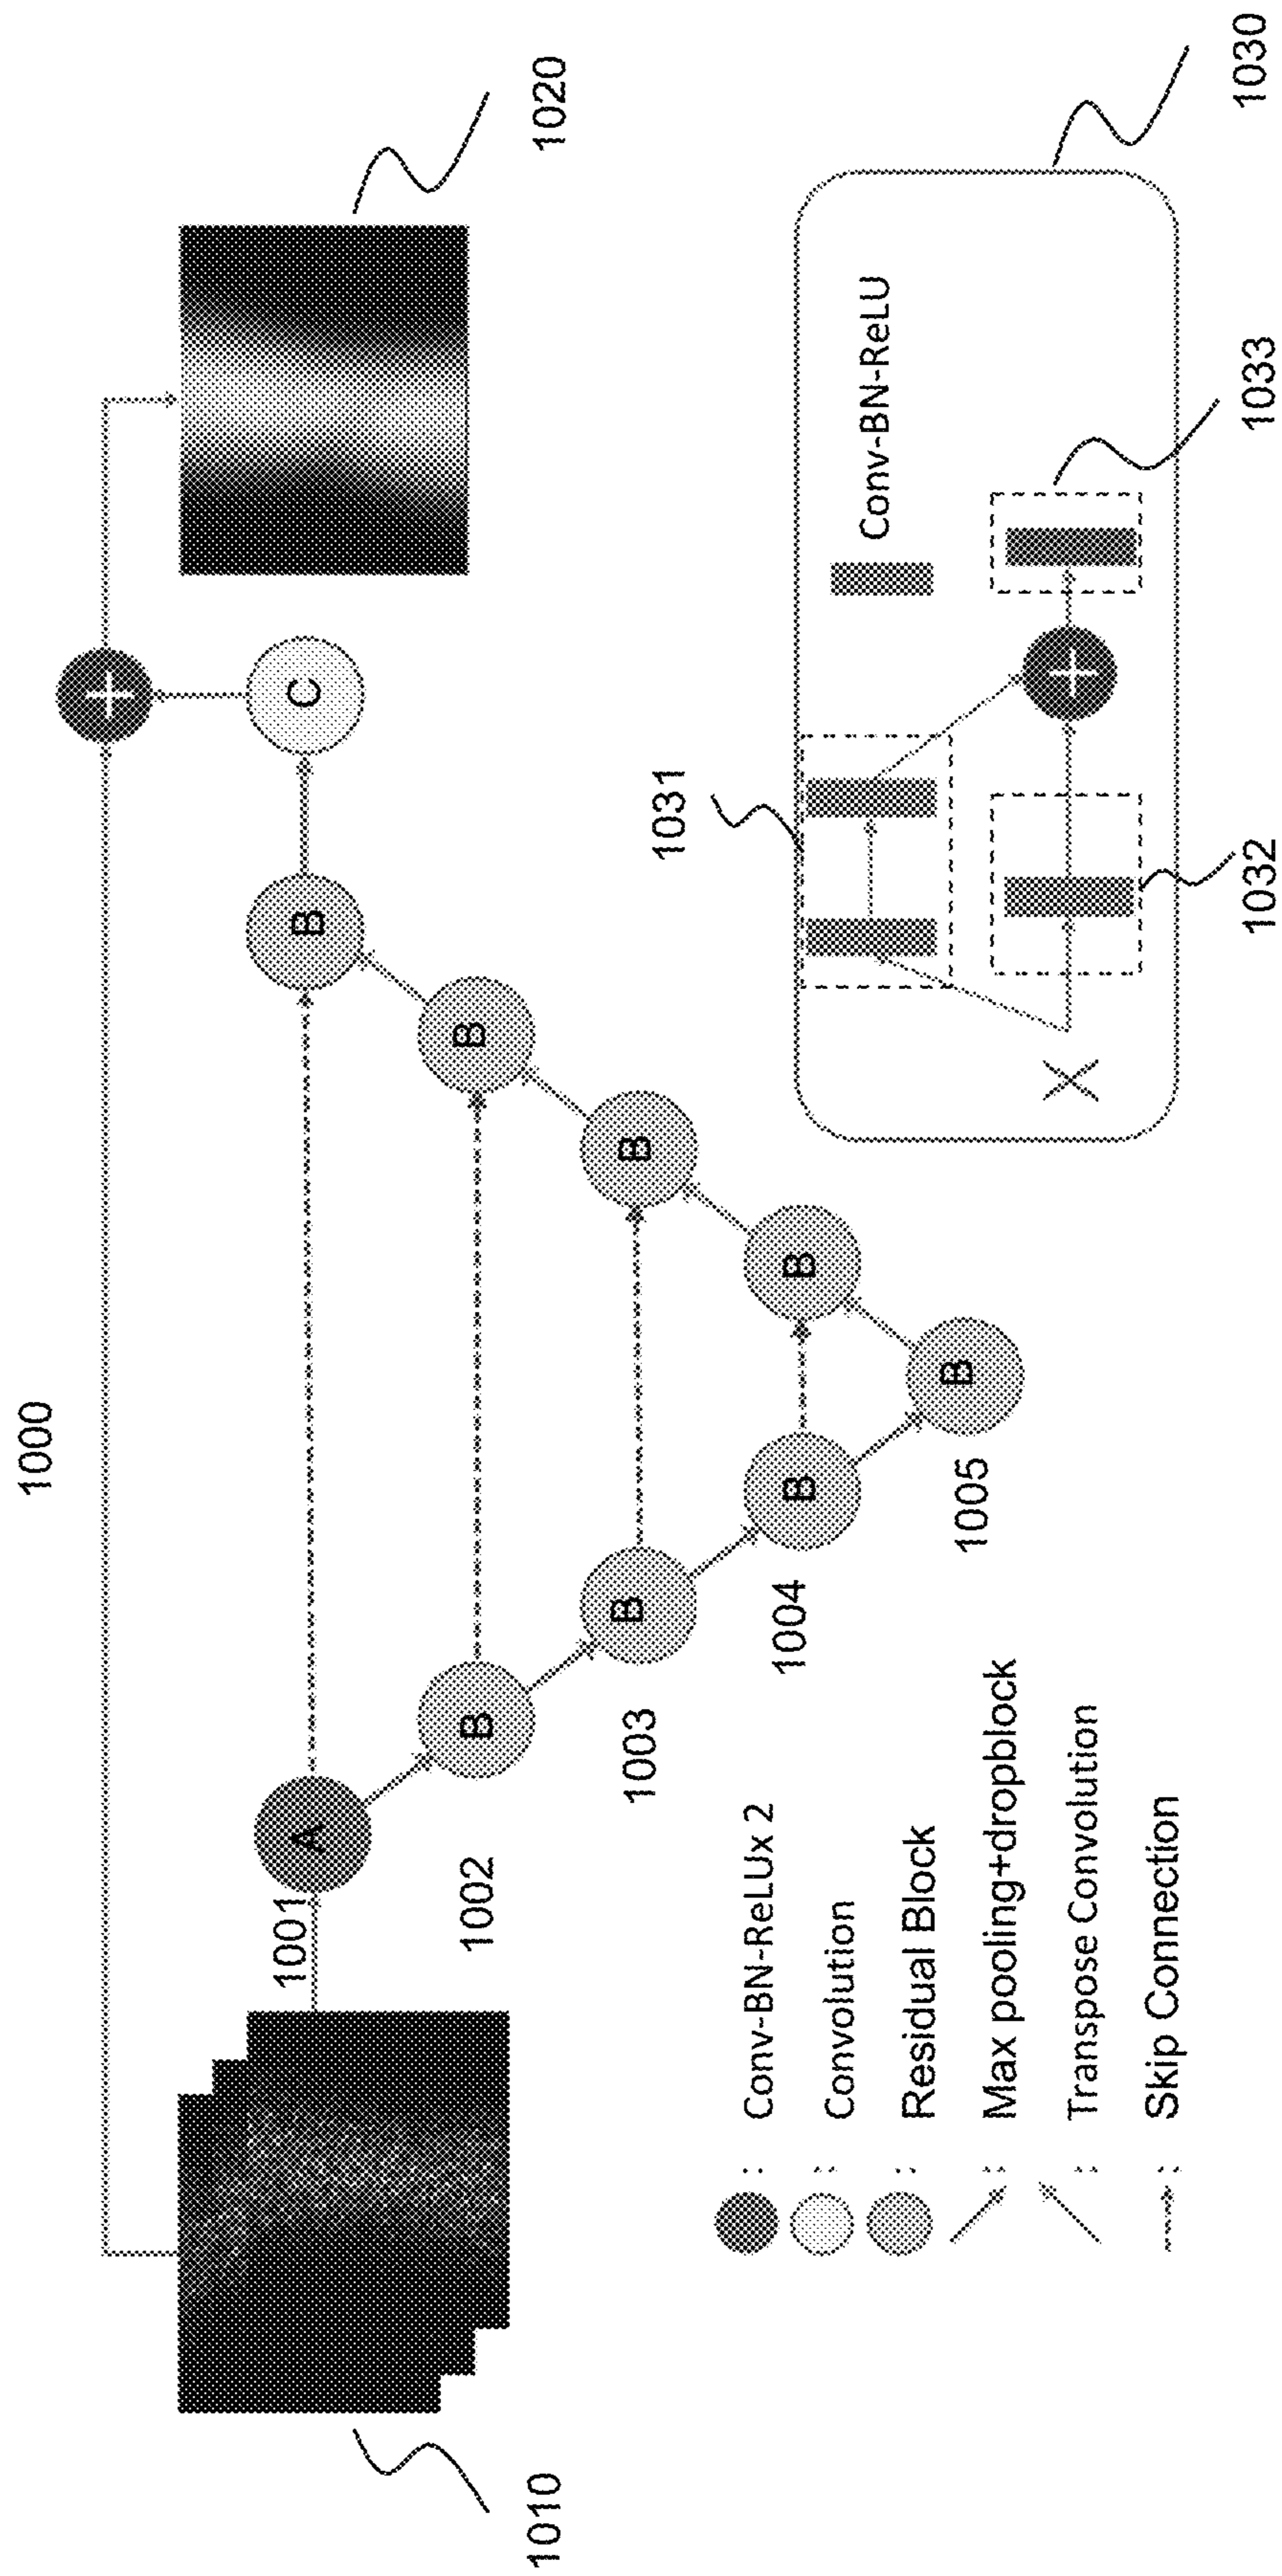 1000
+
1020
1010
1001
A
B
C
1002
B
B
1003
B
B
1004
B
B
1005
B
Conv-BN-ReLUx 2
Convolution
Residual Block
Max pooling+dropblock
Transpose Convolution
Skip Connection
1031
Conv-BN-ReLU
X
+
1032
1033
1030